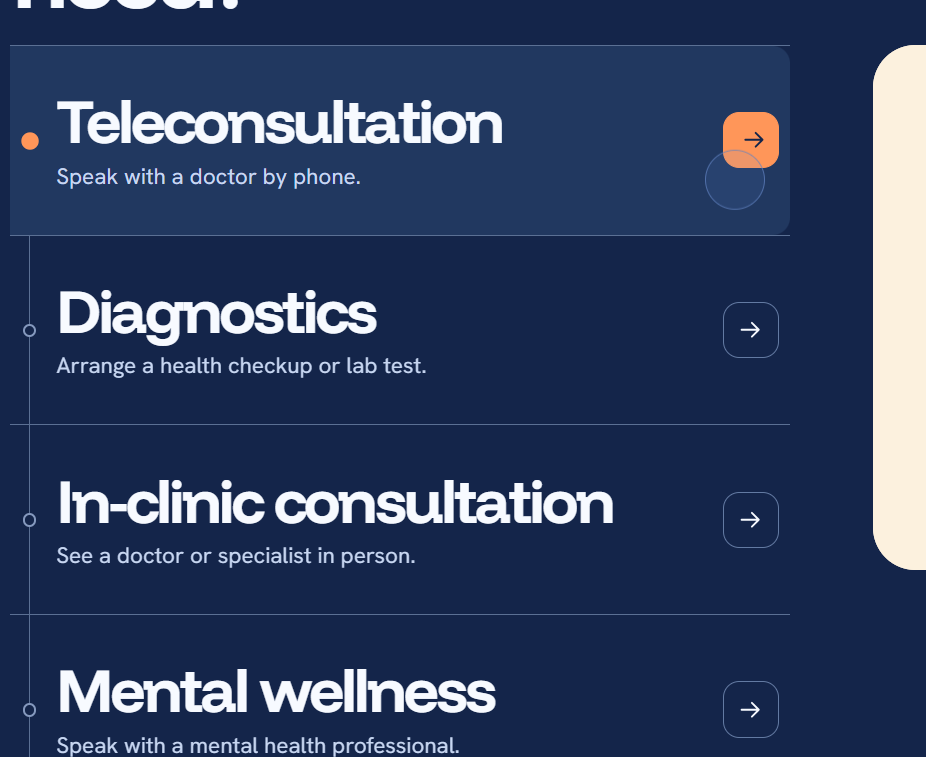 need?
Teleconsultation
Speak with a doctor by phone.
Diagnostics
Arrange a health checkup or lab test.
In-clinic consultation
See a doctor or specialist in person.
Mental wellness
Speak with a mental health professional.